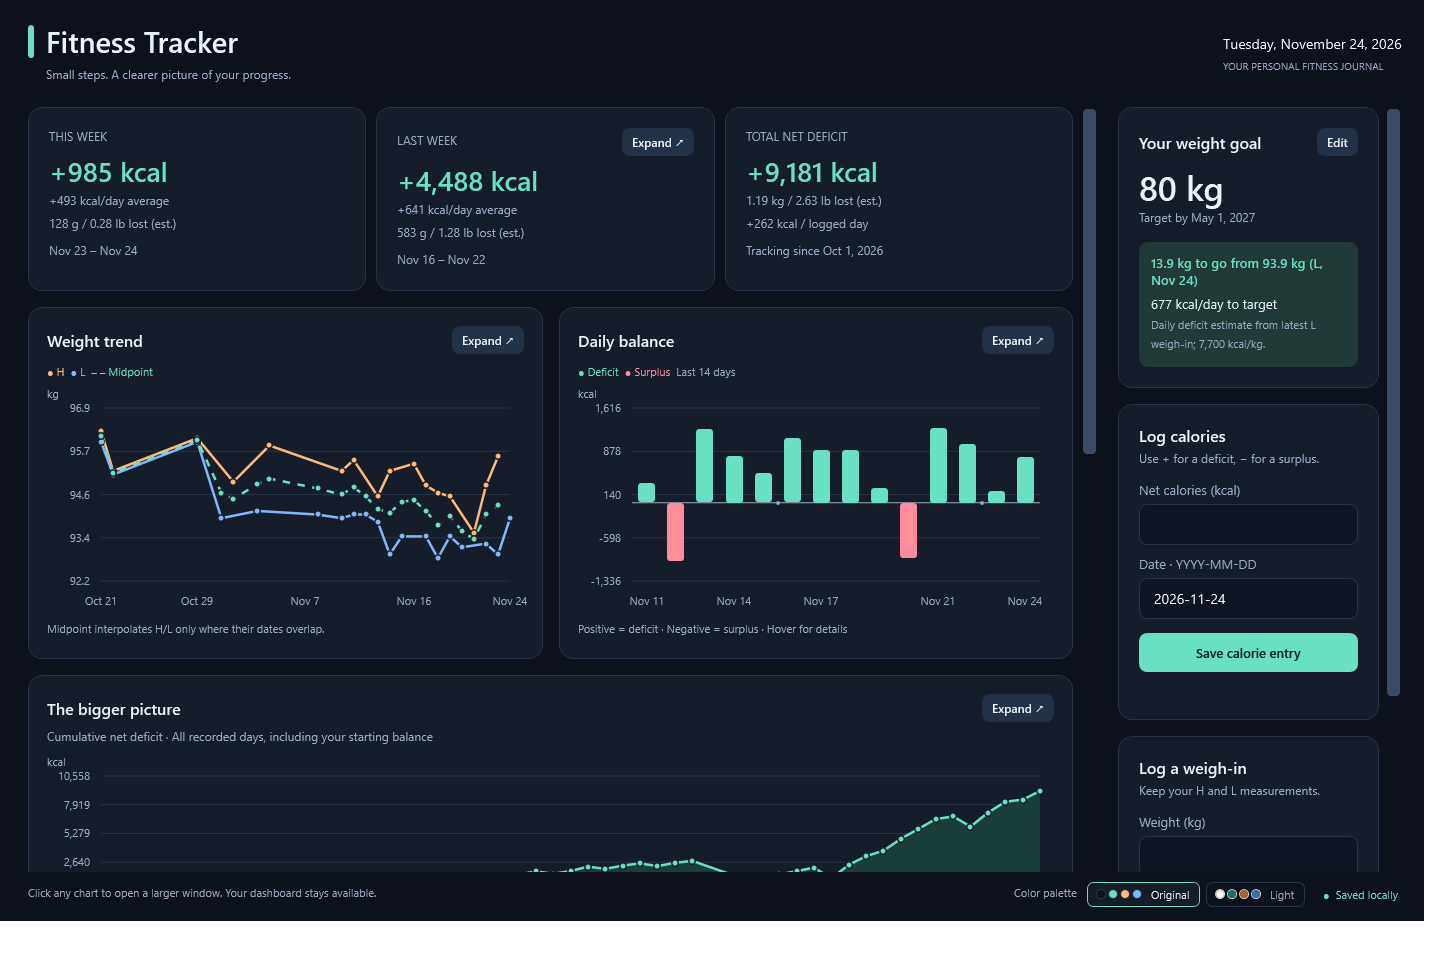 Fitness Tracker
Small steps. A clearer picture of your progress.
Tuesday, November 24, 2026
YOUR PERSONAL FITNESS JOURNAL
THIS WEEK
+985 kcal
+493 kcal/day average
128 g / 0.28 lb lost (est.)
Nov 23 – Nov 24
LAST WEEK
Expand ↗
+4,488 kcal
+641 kcal/day average
583 g / 1.28 lb lost (est.)
Nov 16 – Nov 22
TOTAL NET DEFICIT
+9,181 kcal
1.19 kg / 2.63 lb lost (est.)
+262 kcal / logged day
Tracking since Oct 1, 2026
Weight trend
Expand ↗
● H ● L – – Midpoint
kg
96.9
95.7
94.6
93.4
92.2
Oct 21 Oct 29 Nov 7 Nov 16 Nov 24
Midpoint interpolates H/L only where their dates overlap.
Daily balance
Expand ↗
● Deficit ● Surplus Last 14 days
kcal
1,616
878
140
-598
-1,336
Nov 11 Nov 14 Nov 17 Nov 21 Nov 24
Positive = deficit · Negative = surplus · Hover for details
The bigger picture
Expand ↗
Cumulative net deficit · All recorded days, including your starting balance
kcal
10,558
7,919
5,279
2,640
Your weight goal
Edit
80 kg
Target by May 1, 2027
13.9 kg to go from 93.9 kg (L,
Nov 24)
677 kcal/day to target
Daily deficit estimate from latest L
weigh-in; 7,700 kcal/kg.
Log calories
Use + for a deficit, − for a surplus.
Net calories (kcal)
Date · YYYY-MM-DD
2026-11-24
Save calorie entry
Log a weigh-in
Keep your H and L measurements.
Weight (kg)
Click any chart to open a larger window. Your dashboard stays available.
Color palette
Original
Light
● Saved locally